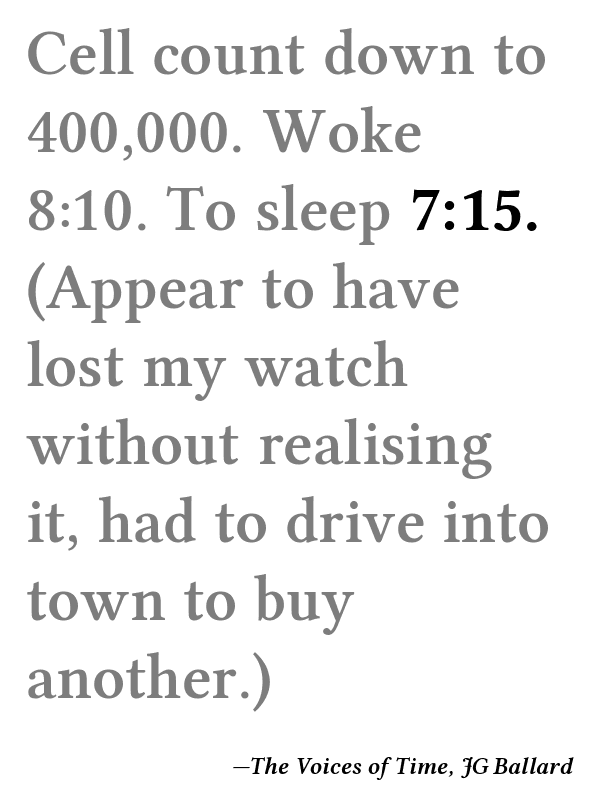 Cell count down to
400,000. Woke
8:10. To sleep 7:15.
(Appear to have
lost my watch
without realising
it, had to drive into
town to buy
another.)
—The Voices of Time, JG Ballard